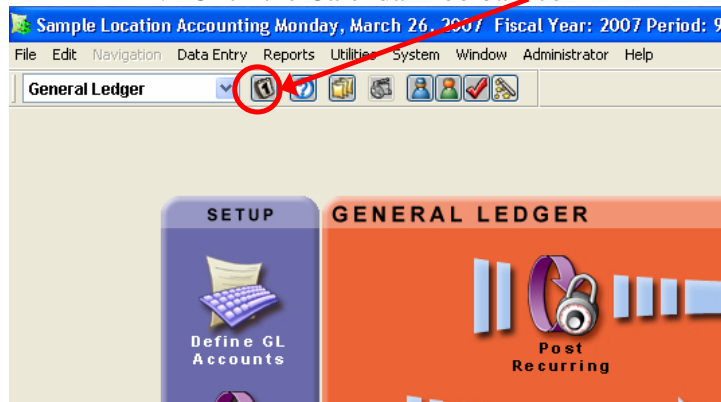 Sample Location Accounting Monday, March 26, 2007 Fiscal Year: 2007 Period: 9
File Edit Navigation Data Entry Reports Utilities System Window Administrator Help
General Ledger
SETUP
GENERAL LEDGER
Define GL
Accounts
Post
Recurring